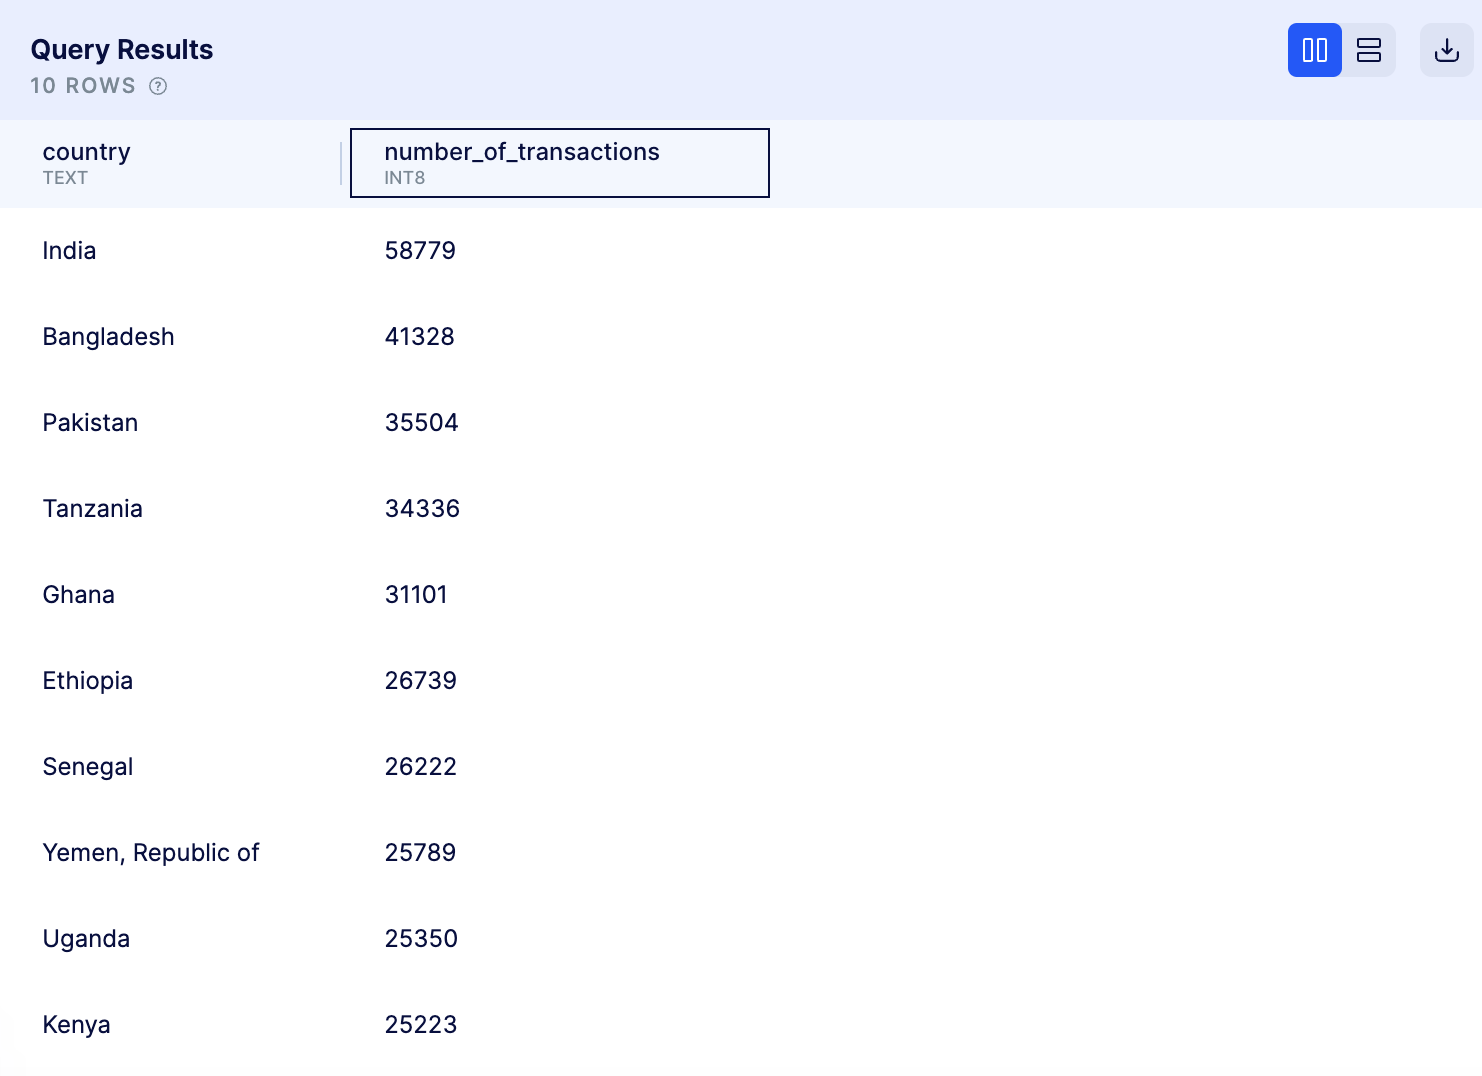 Query Results
10 ROWS ?
country number_of_transactions
TEXT INT8
India 58779
Bangladesh 41328
Pakistan 35504
Tanzania 34336
Ghana 31101
Ethiopia 26739
Senegal 26222
Yemen, Republic of 25789
Uganda 25350
Kenya 25223